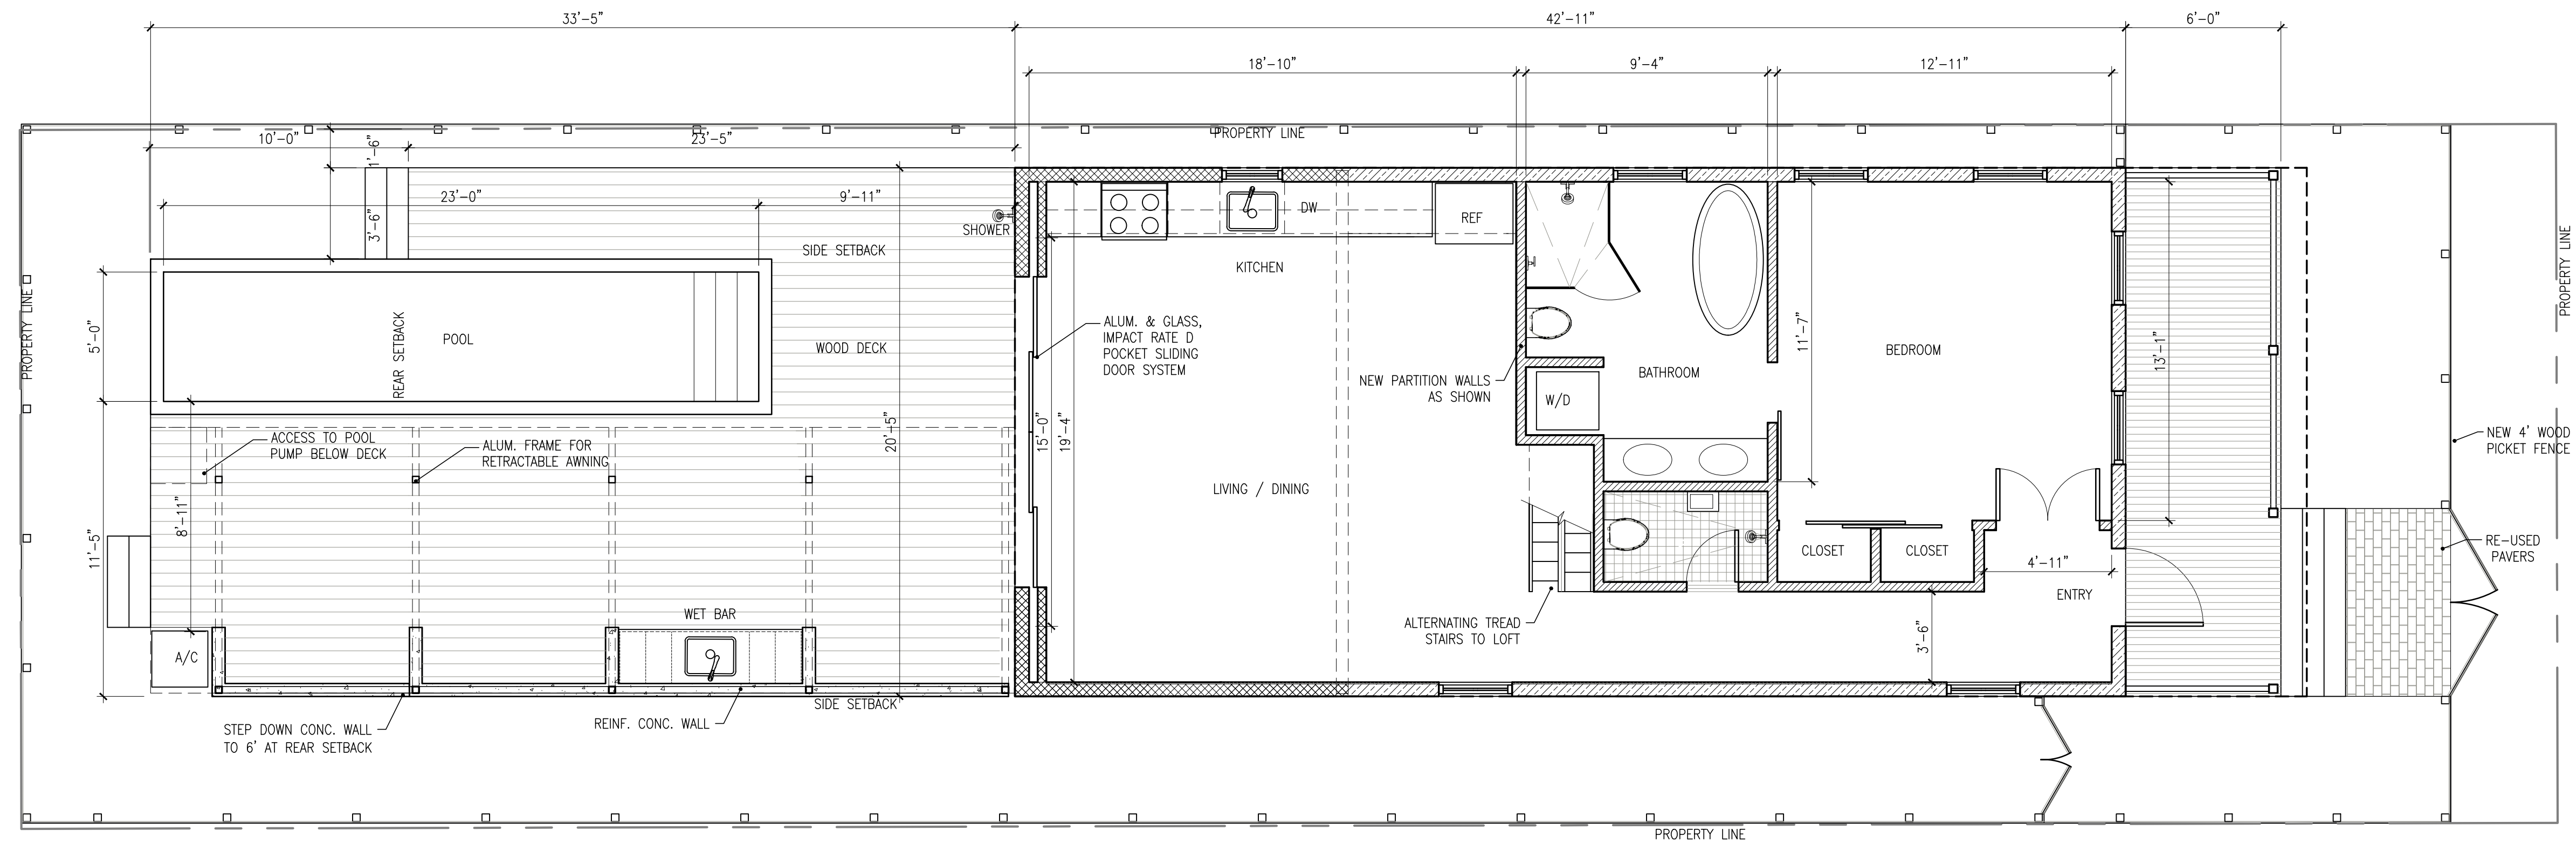 33'-5"
42'-11"
6'-0"
18'-10"
9'-4"
12'-11"
PROPERTY LINE
10'-0"
1'-6"
23'-5"
23'-0"
9'-11"
3'-6"
SHOWER
SIDE SETBACK
DW
REF
KITCHEN
PROPERTY LINE
PROPERTY LINE
5'-0"
REAR SETBACK
POOL
WOOD DECK
ALUM. & GLASS,
IMPACT RATE D
POCKET SLIDING
DOOR SYSTEM
11'-7"
BEDROOM
13'-1"
NEW PARTITION WALLS
AS SHOWN
BATHROOM
W/D
ACCESS TO POOL
PUMP BELOW DECK
ALUM. FRAME FOR
RETRACTABLE AWNING
20'-5"
15'-0"
19'-4"
NEW 4' WOOD
PICKET FENCE
LIVING / DINING
8'-11"
11'-5"
CLOSET
CLOSET
RE-USED
PAVERS
4'-11"
ENTRY
WET BAR
ALTERNATING TREAD
STAIRS TO LOFT
3'-6"
A/C
SIDE SETBACK
STEP DOWN CONC. WALL
TO 6' AT REAR SETBACK
REINF. CONC. WALL
PROPERTY LINE